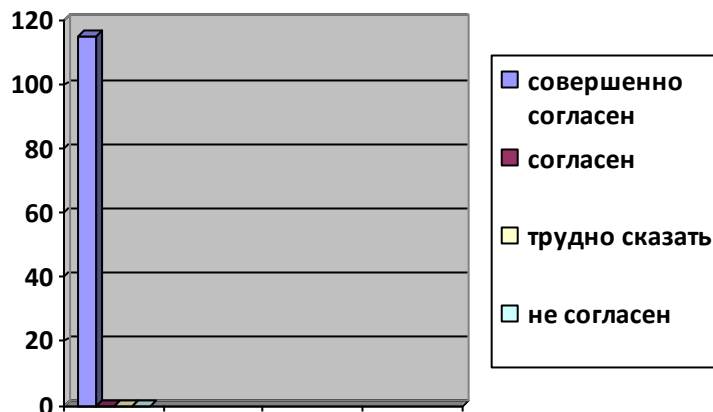 120
100
80
60
40
20
0
совершенно
согласен
согласен
трудно сказать
не согласен